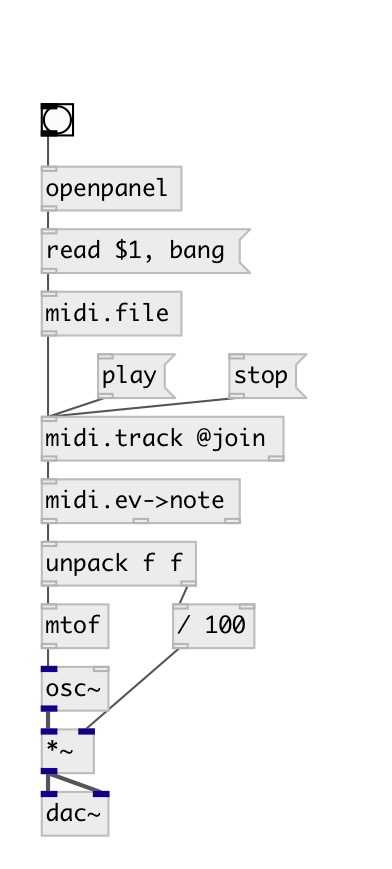 openpanel
read $1, bang
midi.file
play stop
midi.track @join
midi.ev->note
unpack f f
mtof / 100
osc~
*~
dac~